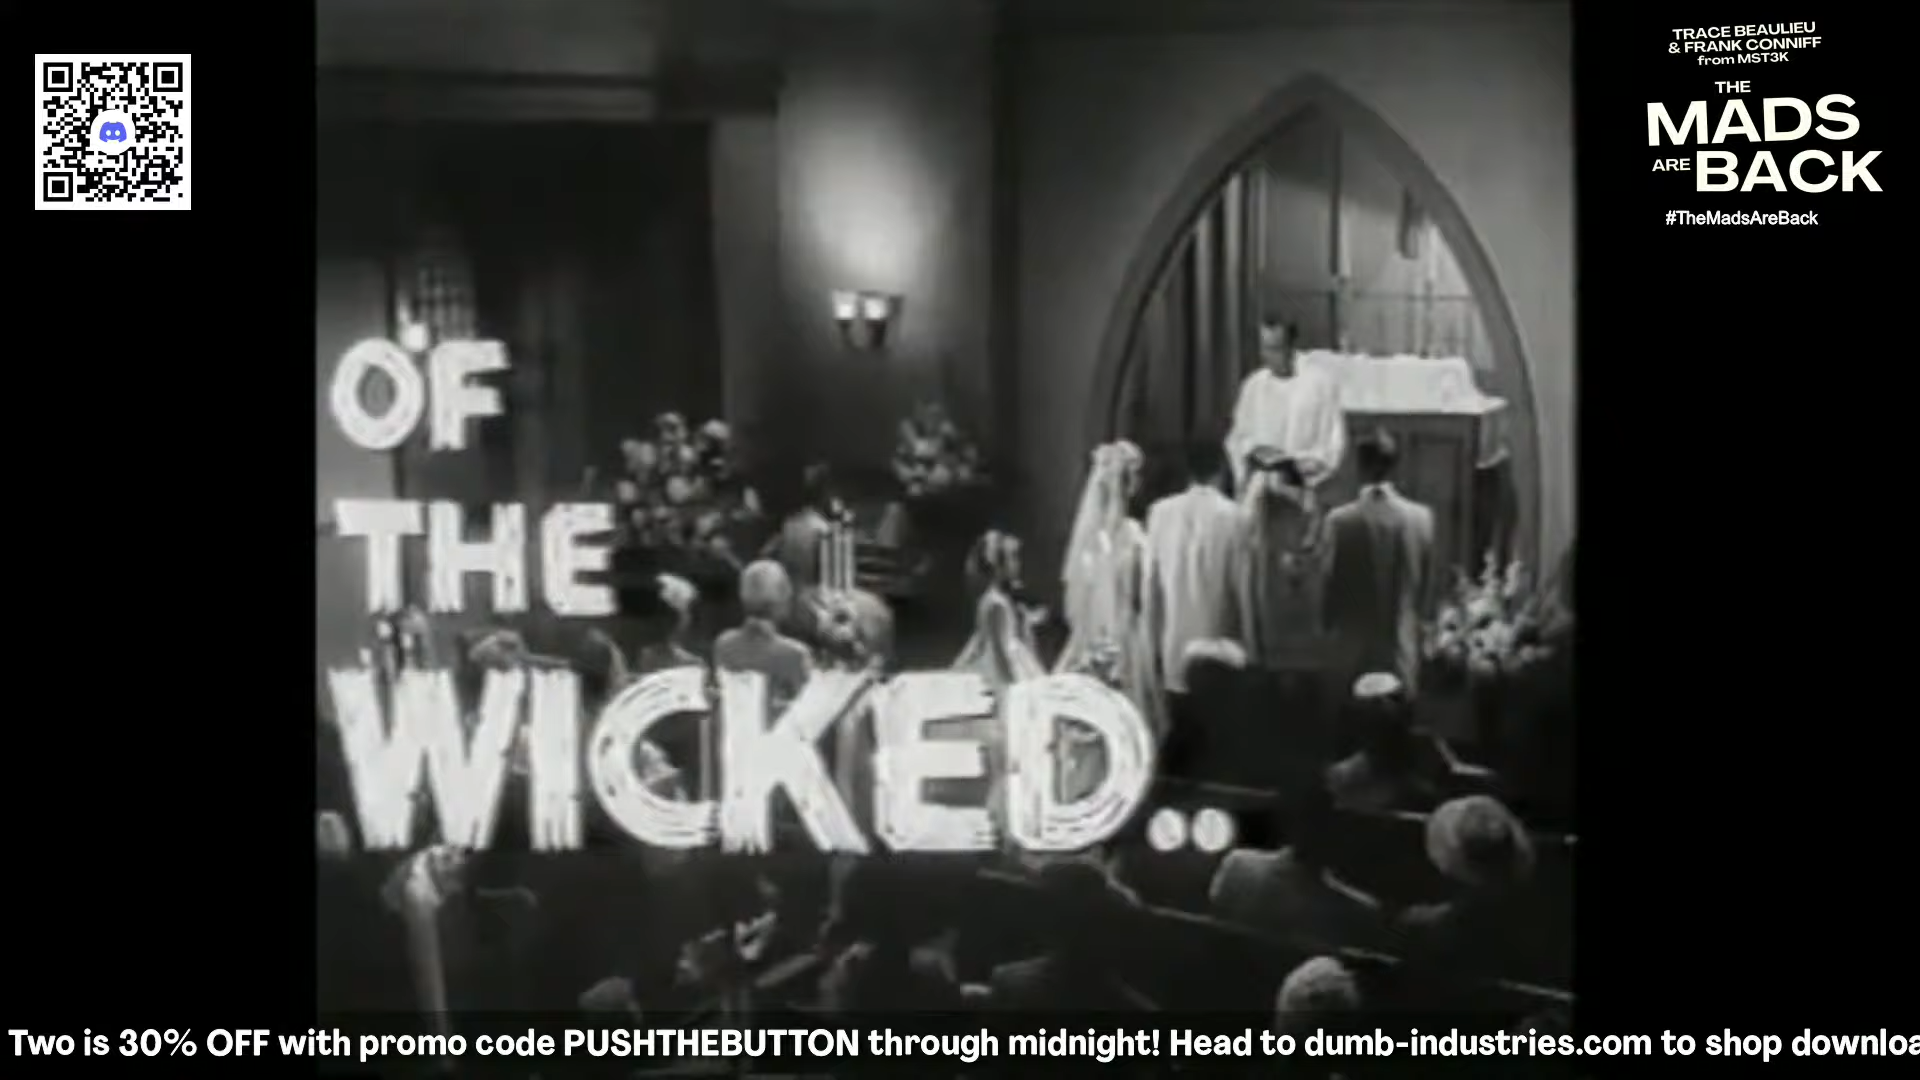 TRACE BEAULIEU
& FRANK CONNIFF
from MST3K
THE
MADS
ARE BACK
#TheMadsAreBack
OF
THE
WICKED..
Two is 30% OFF with promo code PUSHTHEBUTTON through midnight! Head to dumb-industries.com to shop downloa